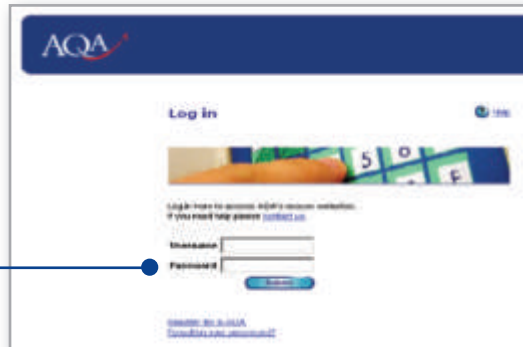 AQA
Log in
Help
5 6
F
Log in here to access AQA's secure websites.
If you need help please contact us.
Username
Password
Submit
Register for e-AQA
Forgotten your password?